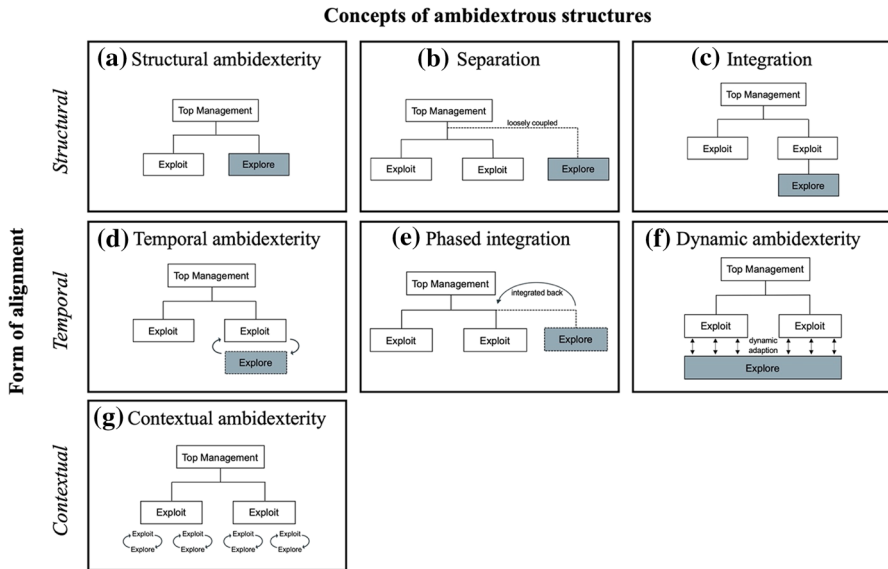 Concepts of ambidextrous structures
Form of alignment
Structural
(a) Structural ambidexterity
Top Management
Exploit
Explore
(b) Separation
Top Management
loosely coupled
Exploit
Exploit
Explore
(c) Integration
Top Management
Exploit
Exploit
Explore
Temporal
(d) Temporal ambidexterity
Top Management
Exploit
Exploit
Explore
(e) Phased integration
Top Management
integrated back
Exploit
Exploit
Explore
(f) Dynamic ambidexterity
Top Management
Exploit
Exploit
dynamic
adaption
Explore
Contextual
(g) Contextual ambidexterity
Top Management
Exploit
Exploit
Exploit
Exploit
Exploit
Exploit
Explore
Explore
Explore
Explore